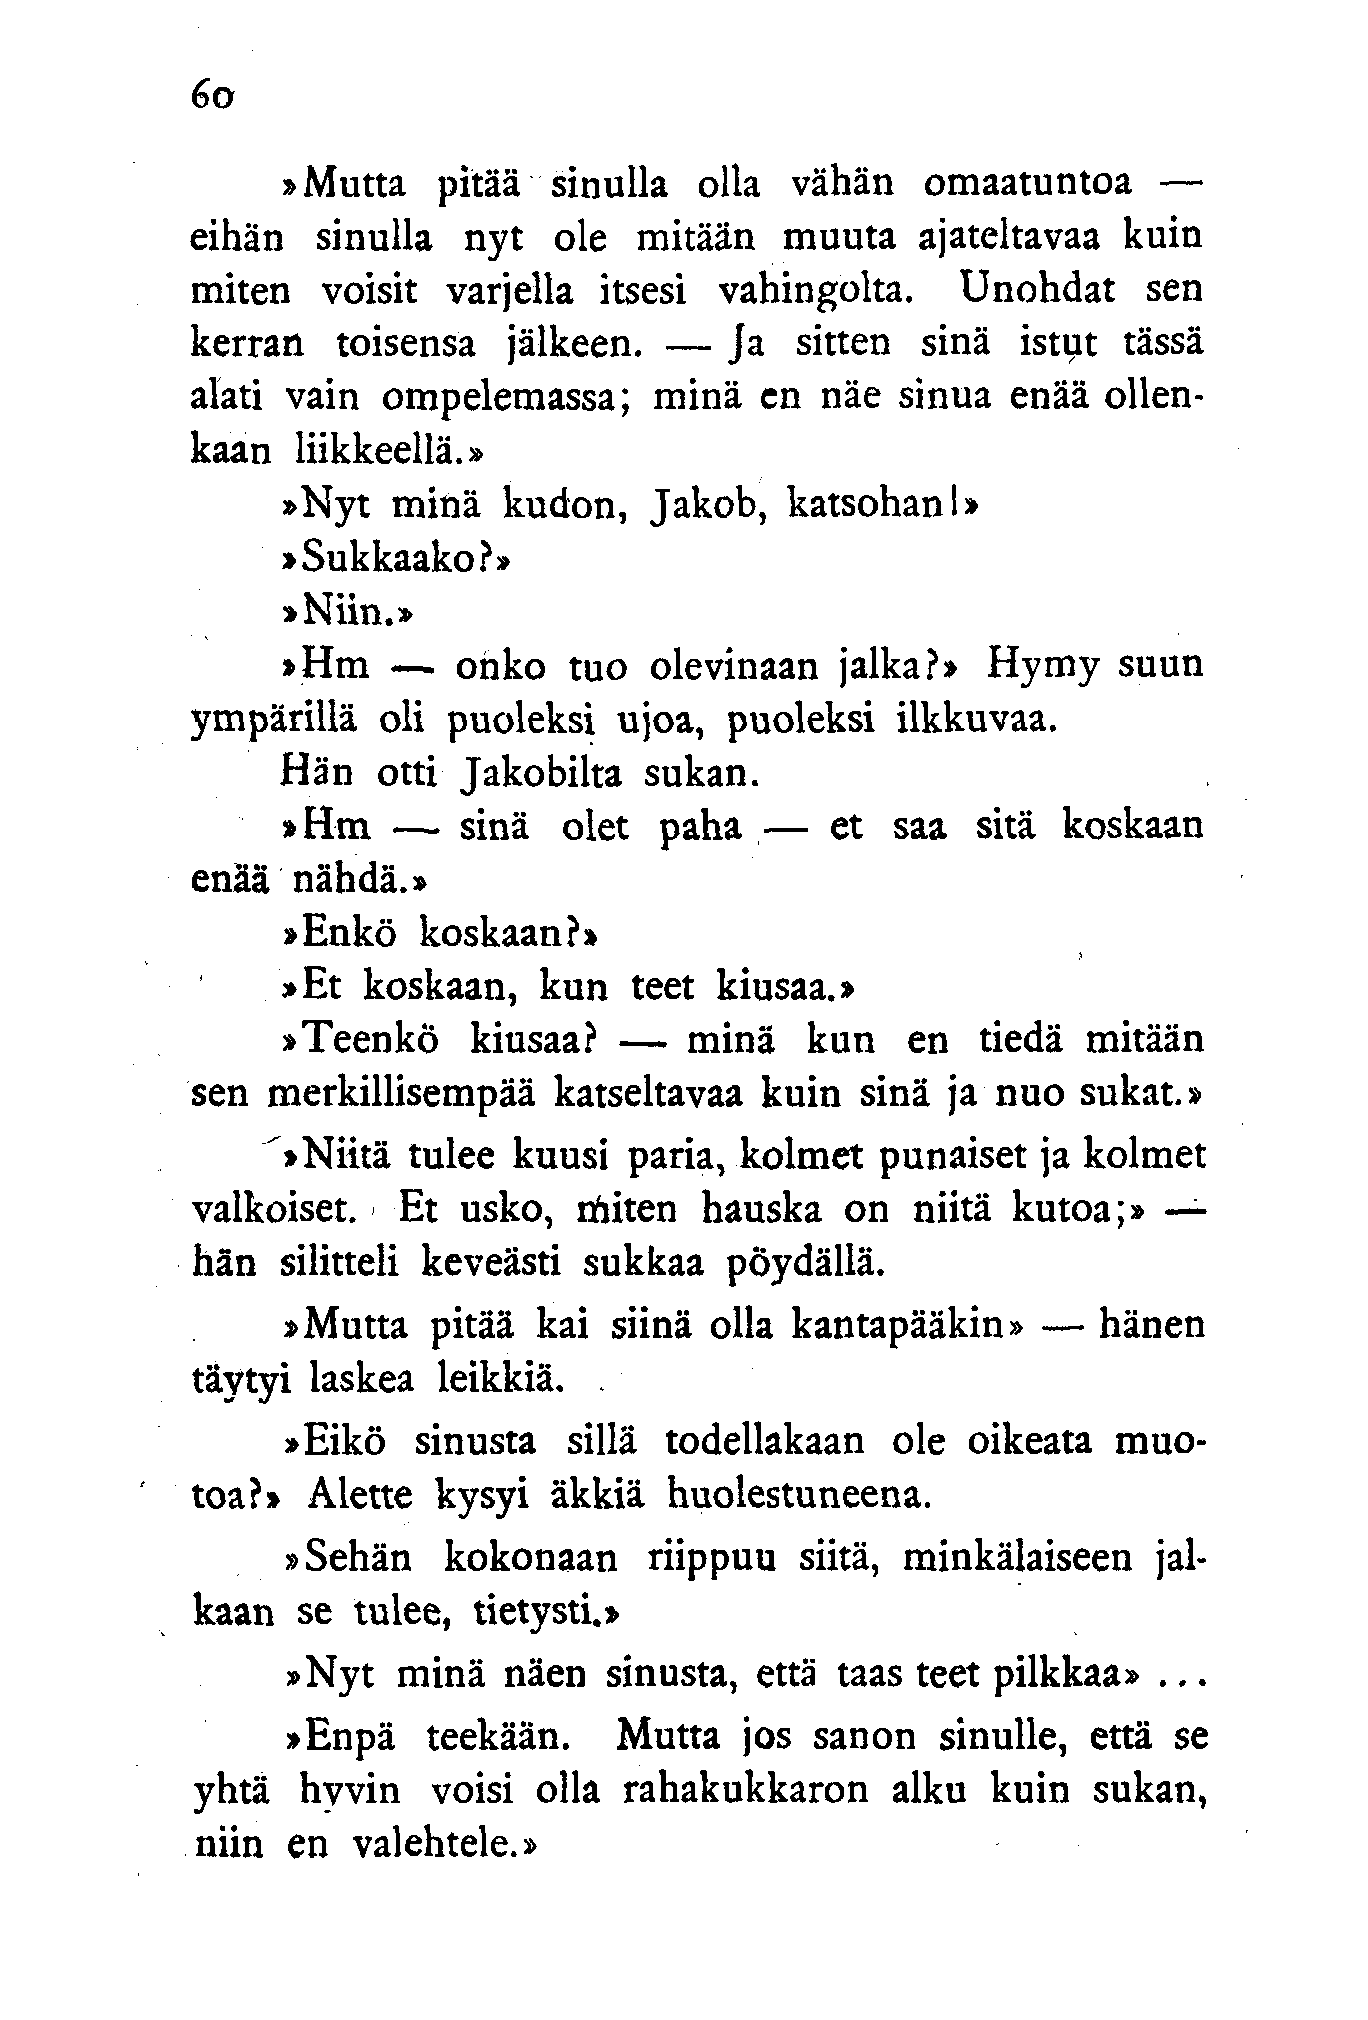 60
»Mutta pitää sinulla olla vähän omaatuntoa —
eihän sinulla nyt ole mitään muuta ajateltavaa kuin
miten voisit varjella itsesi vahingolta. Unohdat sen
kerran toisensa jälkeen. — Ja sitten sinä istut tässä
alati vain ompelemassa; minä en näe sinua enää ollen-
kaan liikkeellä.»
»Nyt minä kudon, Jakob, katsohan!»
»Sukkaako?»
»Niin.»
»Hm — onko tuo olevinaan jalka?» Hymy suun
ympärillä oli puoleksi ujoa, puoleksi ilkkuvaa.
Hän otti Jakobilta sukan.
»Hm — sinä olet paha — et saa sitä koskaan
enää nähdä.»
»Enkö koskaan?»
»Et koskaan, kun teet kiusaa.»
»Teenkö kiusaa? — minä kun en tiedä mitään
sen merkillisempää katseltavaa kuin sinä ja nuo sukat.»
»Niitä tulee kuusi paria, kolmet punaiset ja kolmet
valkoiset. Et usko, miten hauska on niitä kutoa;» —
hän silitteli keveästi sukkaa pöydällä.
»Mutta pitää kai siinä olla kantapääkin» — hänen
täytyi laskea leikkiä.
»Eikö sinusta sillä todellakaan ole oikeata muo-
toa?» Alette kysyi äkkiä huolestuneena.
»Sehän kokonaan riippuu siitä, minkälaiseen jal-
kaan se tulee, tietysti.»
»Nyt minä näen sinusta, että taas teet pilkkaa» ...
»Enpä teekään. Mutta jos sanon sinulle, että se
yhtä hyvin voisi olla rahakukkaron alku kuin sukan,
niin en valehtele.»